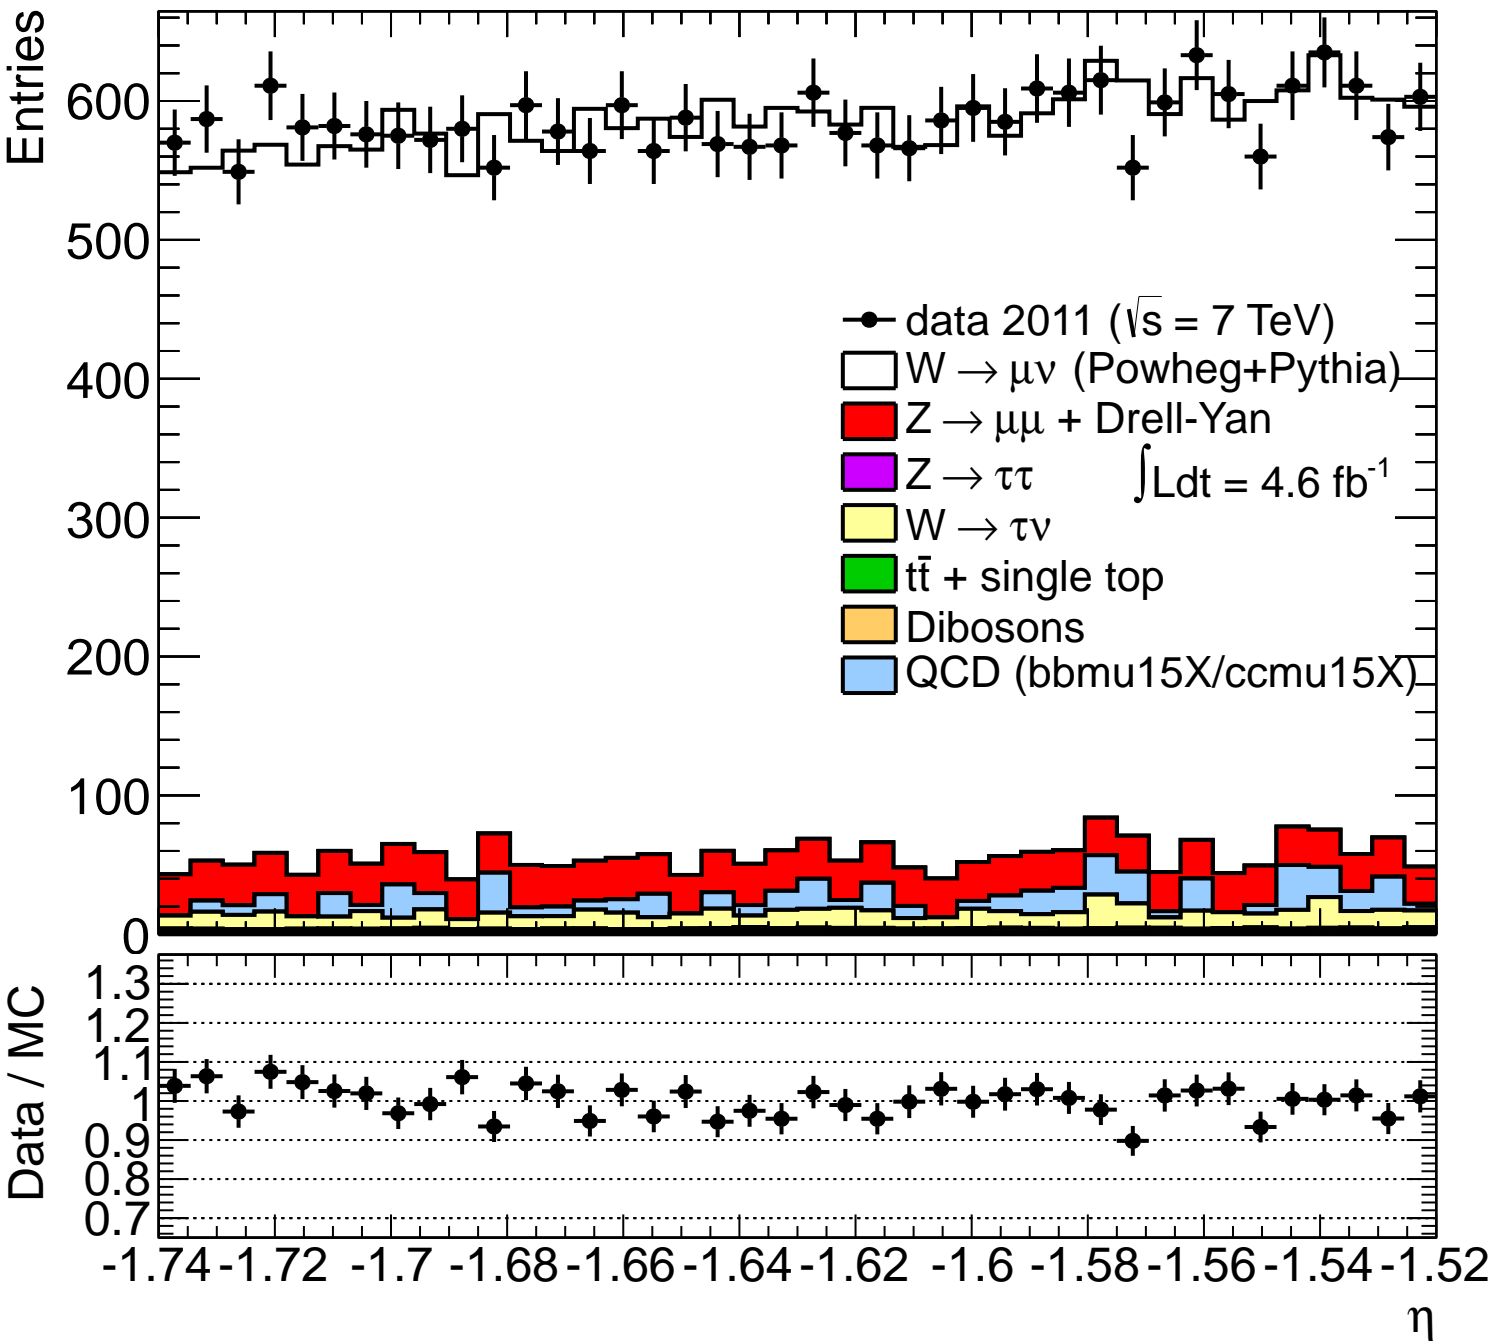 Entries
600
500
400
300
200
100
0
data 2011 (√s = 7 TeV)
W → μν (Powheg+Pythia)
Z → μμ + Drell-Yan
Z → ττ
∫Ldt = 4.6 fb⁻¹
W → τν
tt̄ + single top
Dibosons
QCD (bbmu15X/ccmu15X)
Data / MC
1.3
1.2
1.1
1
0.9
0.8
0.7
-1.74 -1.72 -1.7 -1.68 -1.66 -1.64 -1.62 -1.6 -1.58 -1.56 -1.54 -1.52
η